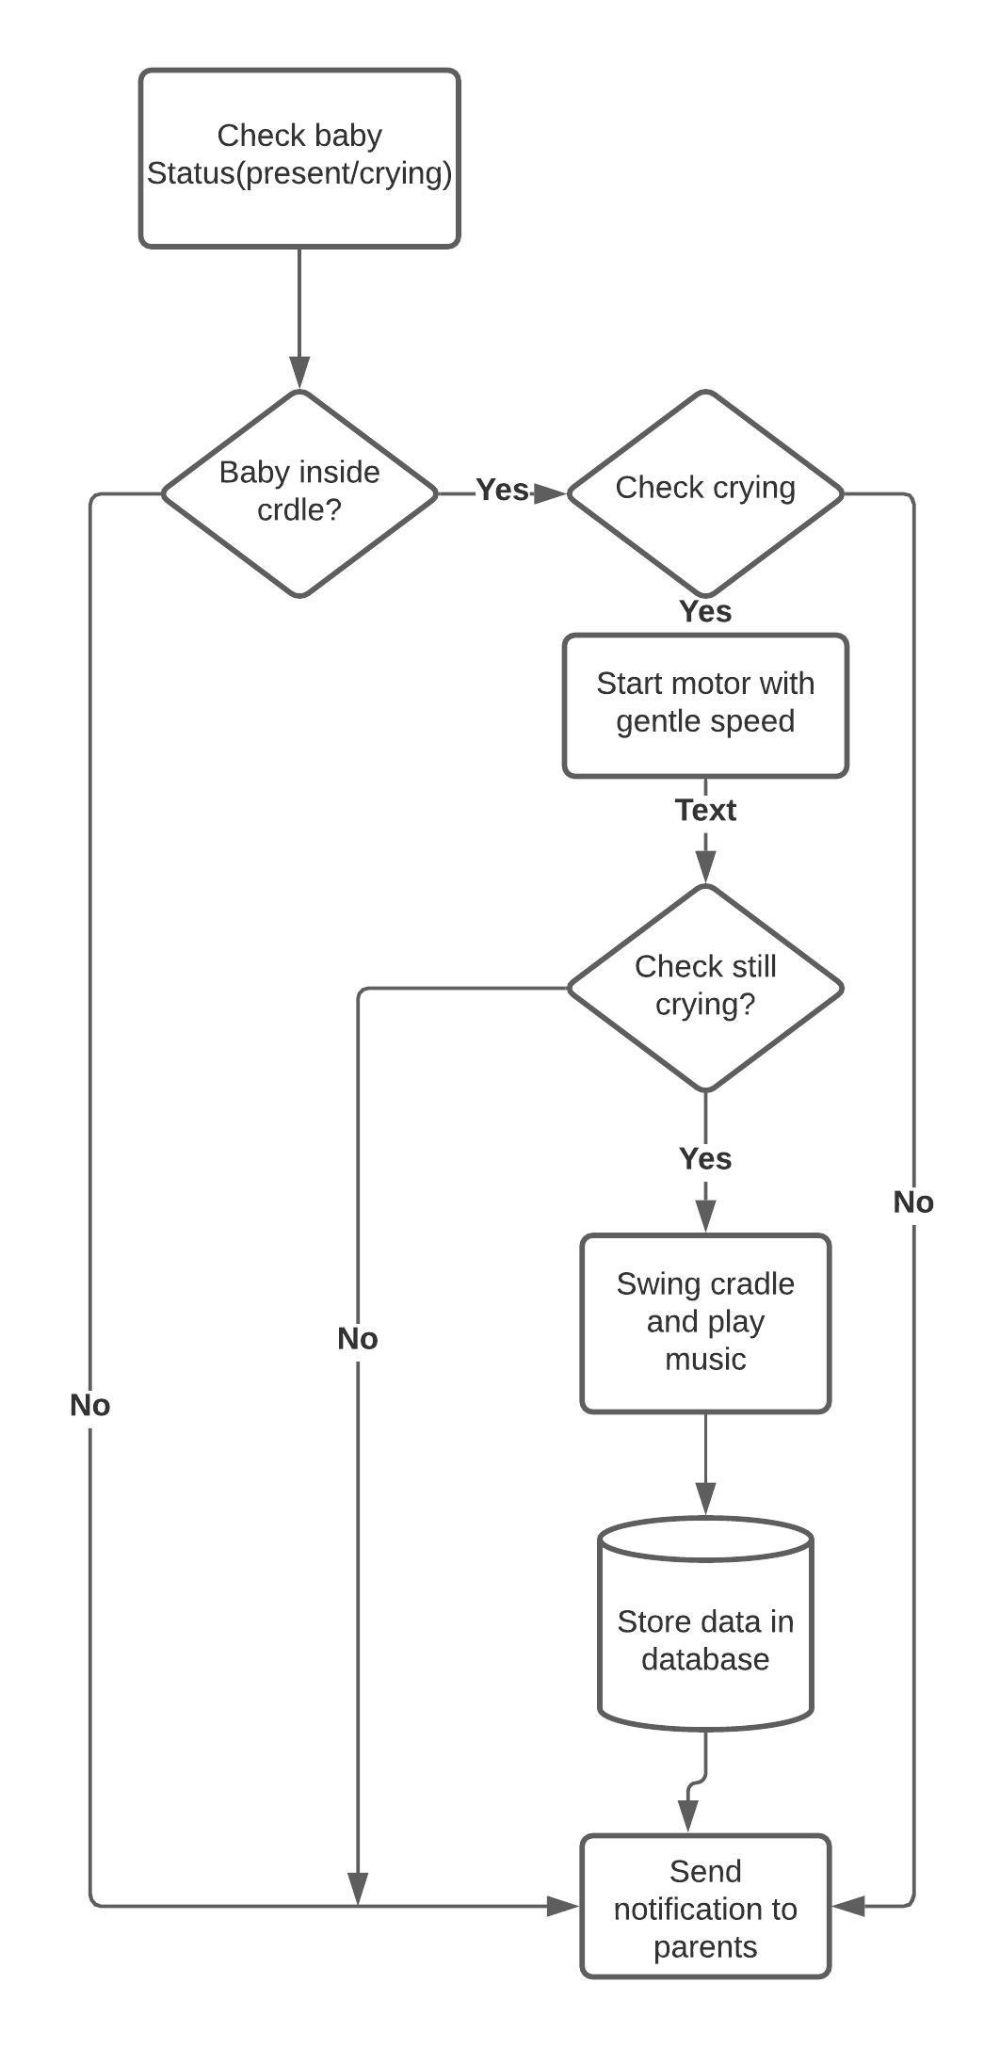 Check baby
Status(present/crying)
Baby inside
crdle?
Yes
Check crying
Yes
Start motor with
gentle speed
Text
Check still
crying?
Yes
No
Swing cradle
and play
music
No
No
Store data in
database
Send
notification to
parents